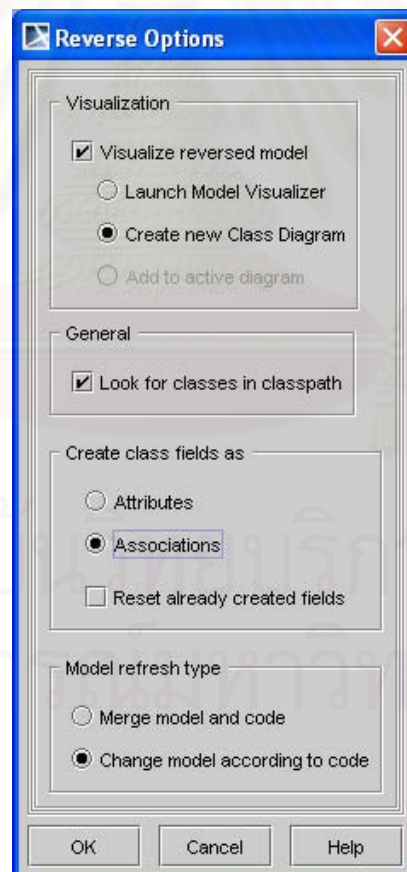 Reverse Options
Visualization
Visualize reversed model
Launch Model Visualizer
Create new Class Diagram
Add to active diagram
General
Look for classes in classpath
Create class fields as
Attributes
Associations
Reset already created fields
Model refresh type
Merge model and code
Change model according to code
OK Cancel Help